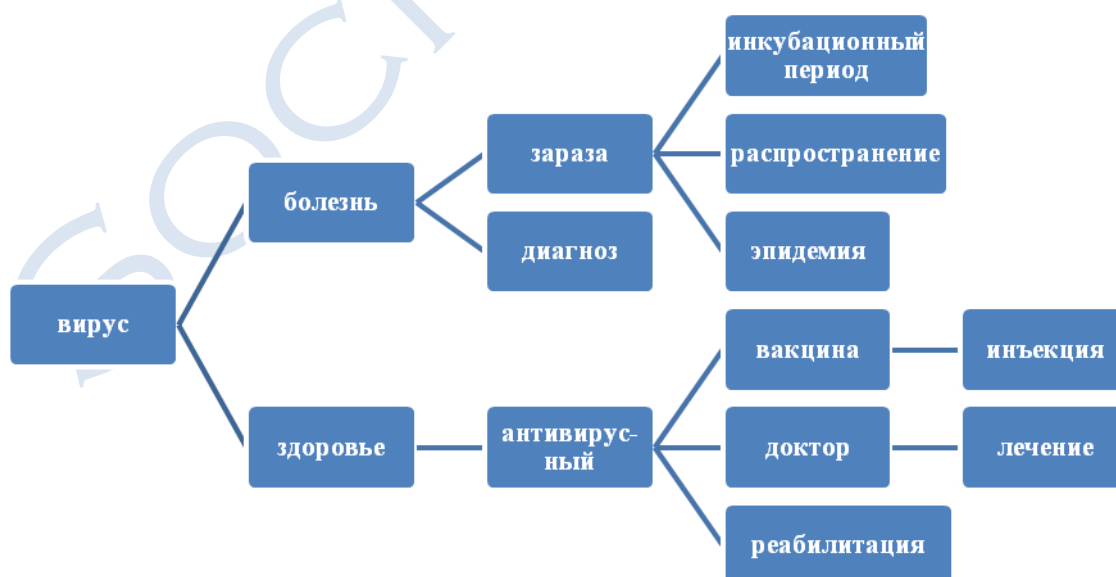 инкубационный
период
зараза
распространение
болезнь
диагноз
эпидемия
вирус
вакцина
инъекция
здоровье
антивирус-
ный
доктор
лечение
реабилитация